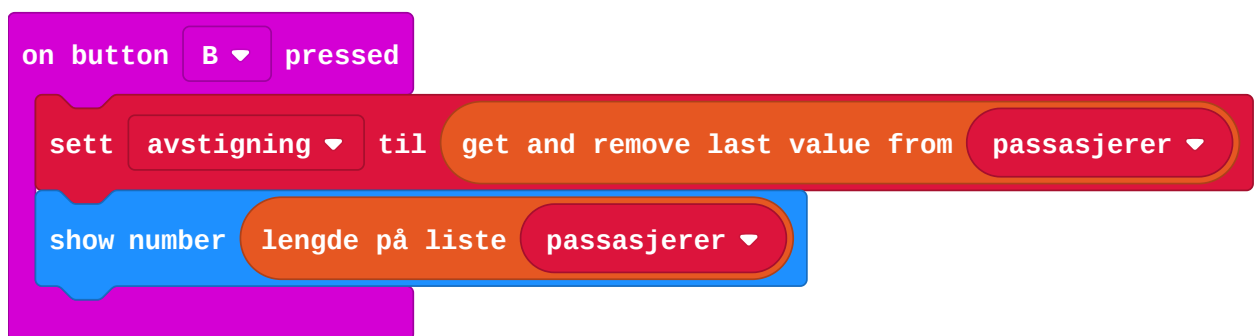 on button B pressed
sett avstigning til get and remove last value from passasjerer
show number lengde på liste passasjerer